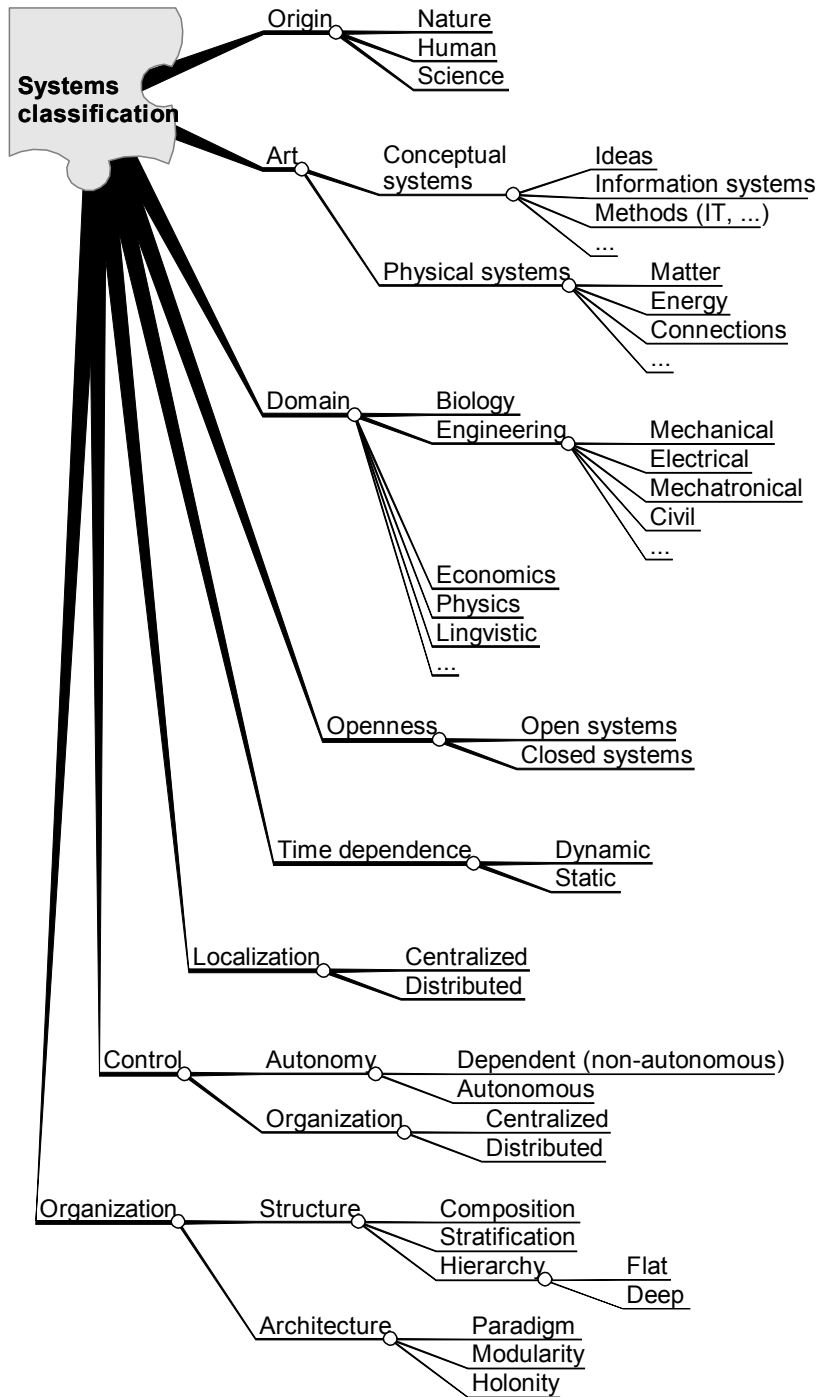 Systems
classification
Origin
Nature
Human
Science
Art
Conceptual
systems
Ideas
Information systems
Methods (IT, ...)
...
Physical systems
Matter
Energy
Connections
...
Domain
Biology
Engineering
Mechanical
Electrical
Mechatronical
Civil
...
Economics
Physics
Lingvistic
...
Openness
Open systems
Closed systems
Time dependence
Dynamic
Static
Localization
Centralized
Distributed
Control
Autonomy
Dependent (non-autonomous)
Autonomous
Organization
Centralized
Distributed
Organization
Structure
Composition
Stratification
Hierarchy
Flat
Deep
Architecture
Paradigm
Modularity
Holonity